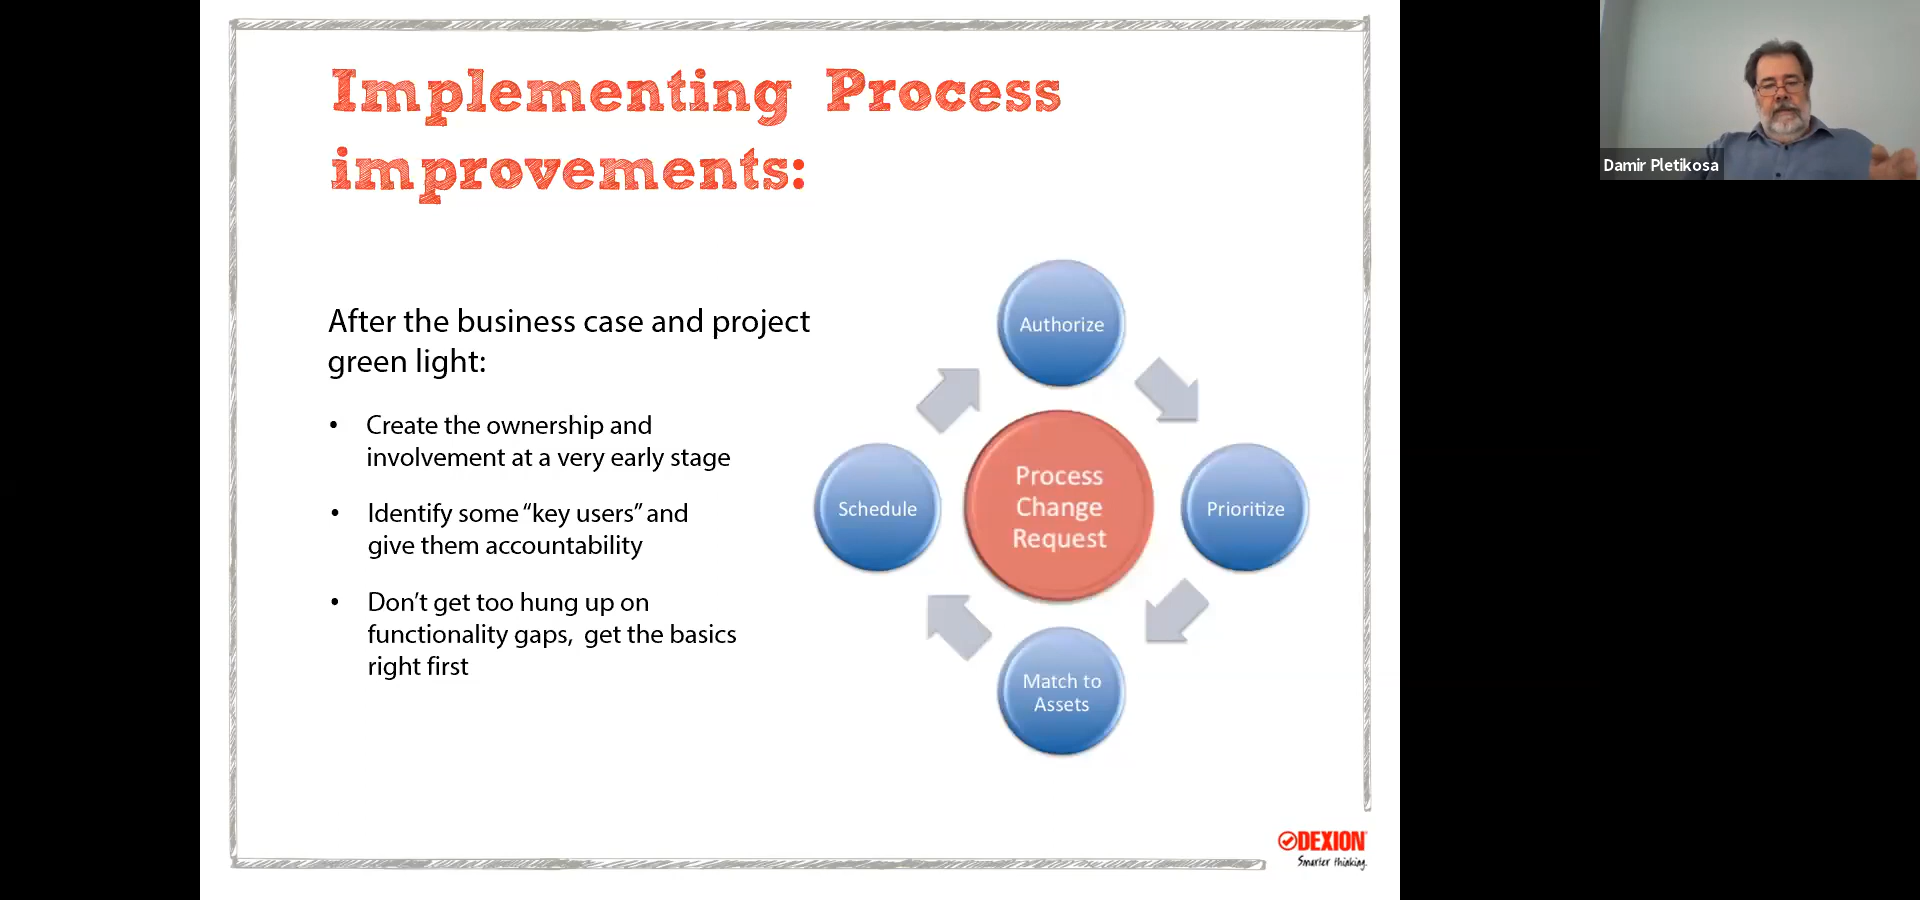 Implementing Process
improvements:
After the business case and project
green light:
• Create the ownership and
involvement at a very early stage
• Identify some “key users” and
give them accountability
• Don’t get too hung up on
functionality gaps, get the basics
right first
Authorize
Prioritize
Match to
Assets
Schedule
Process
Change
Request
DEXION
Smarter thinking.
Damir Pletikosa